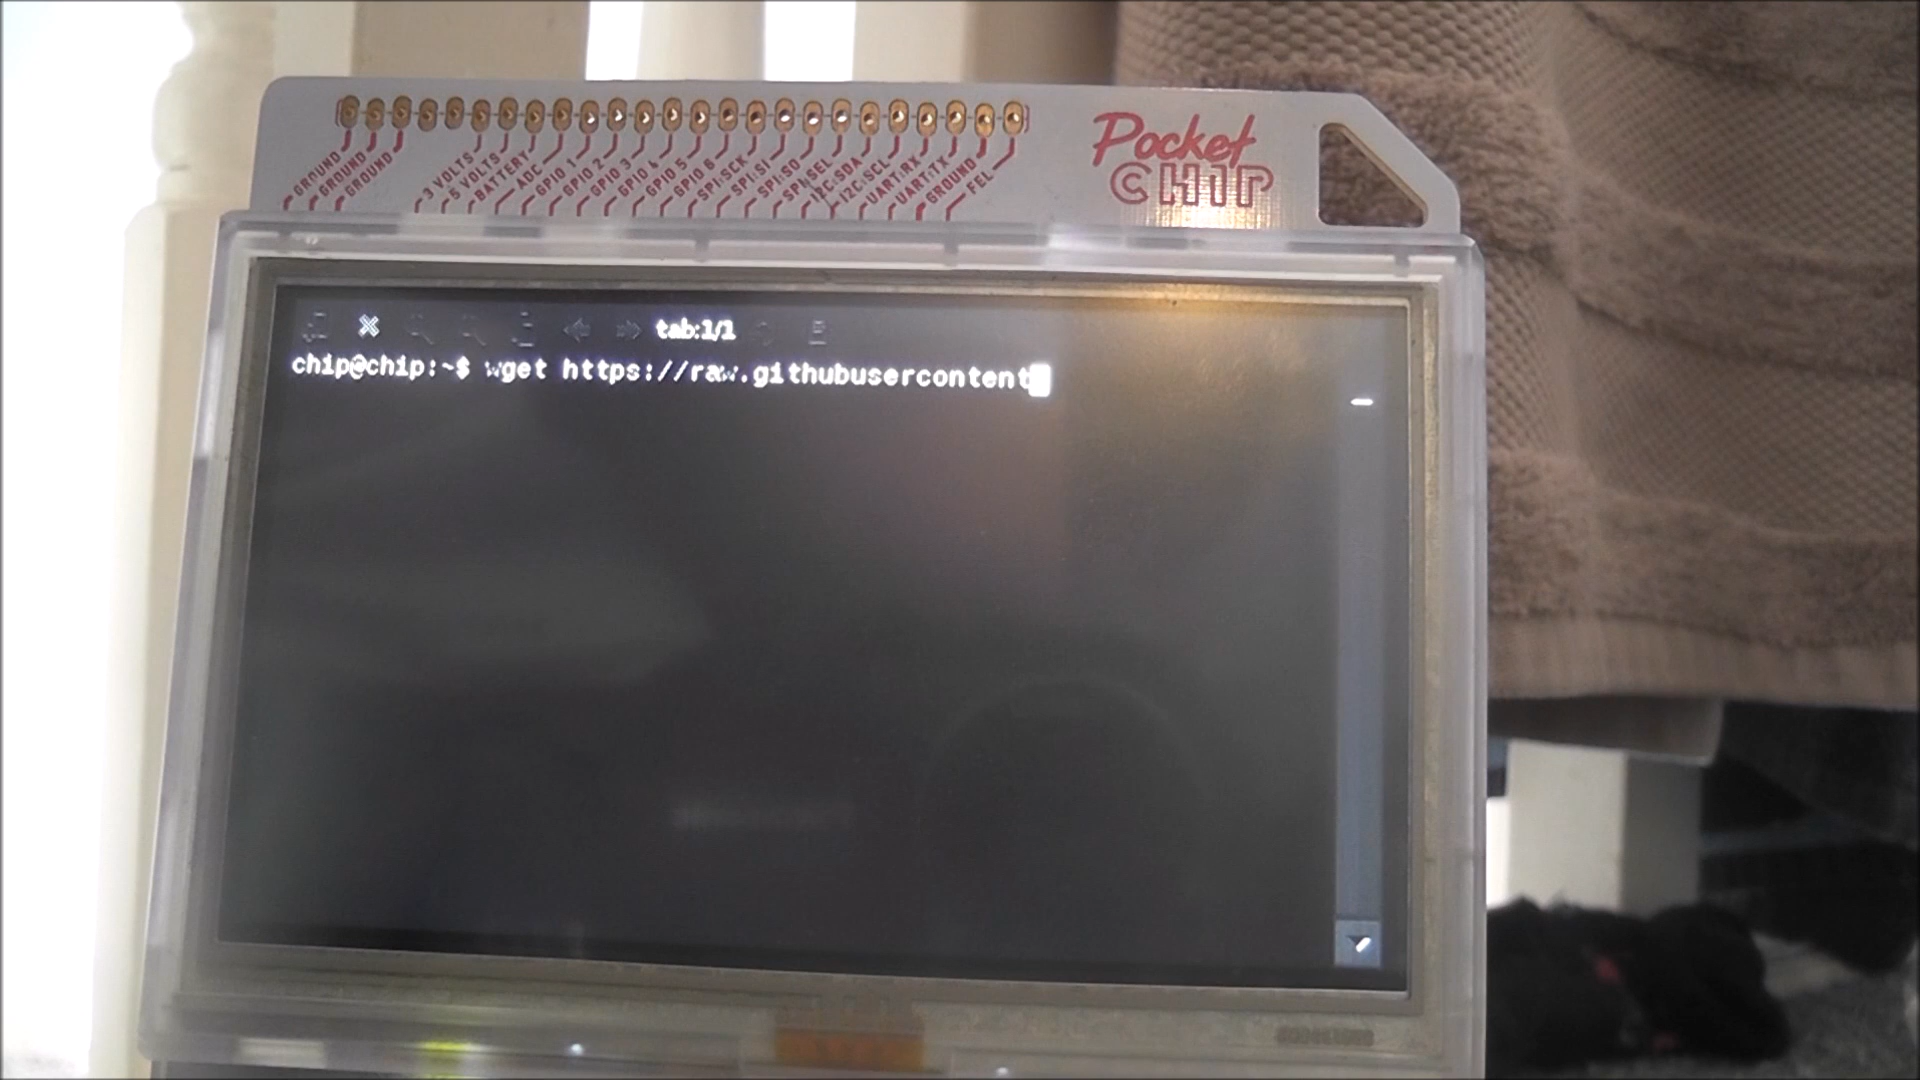 GROUND
GROUND
GROUND
3 VOLTS
5 VOLTS
BATTERY
ADC
GPIO 1
GPIO 2
GPIO 3
GPIO 4
GPIO 5
GPIO 6
SPI:SCK
SPI:SI
SPI:SO
SPI:SEL
I2C:SDA
I2C:SCL
UART:RX
UART:TX
GROUND
FEL
Pocket
CHIP
tab:1/1
chip@chip:~$ wget https://raw.githubusercontent